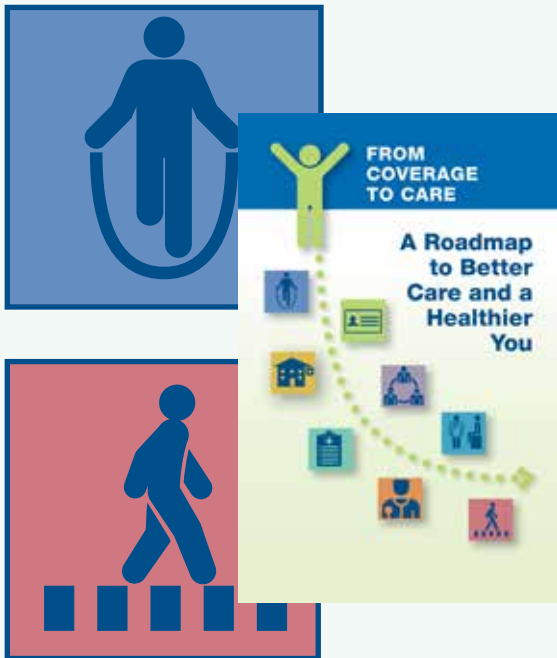 FROM
COVERAGE
TO CARE
A Roadmap
to Better
Care and a
Healthier
You